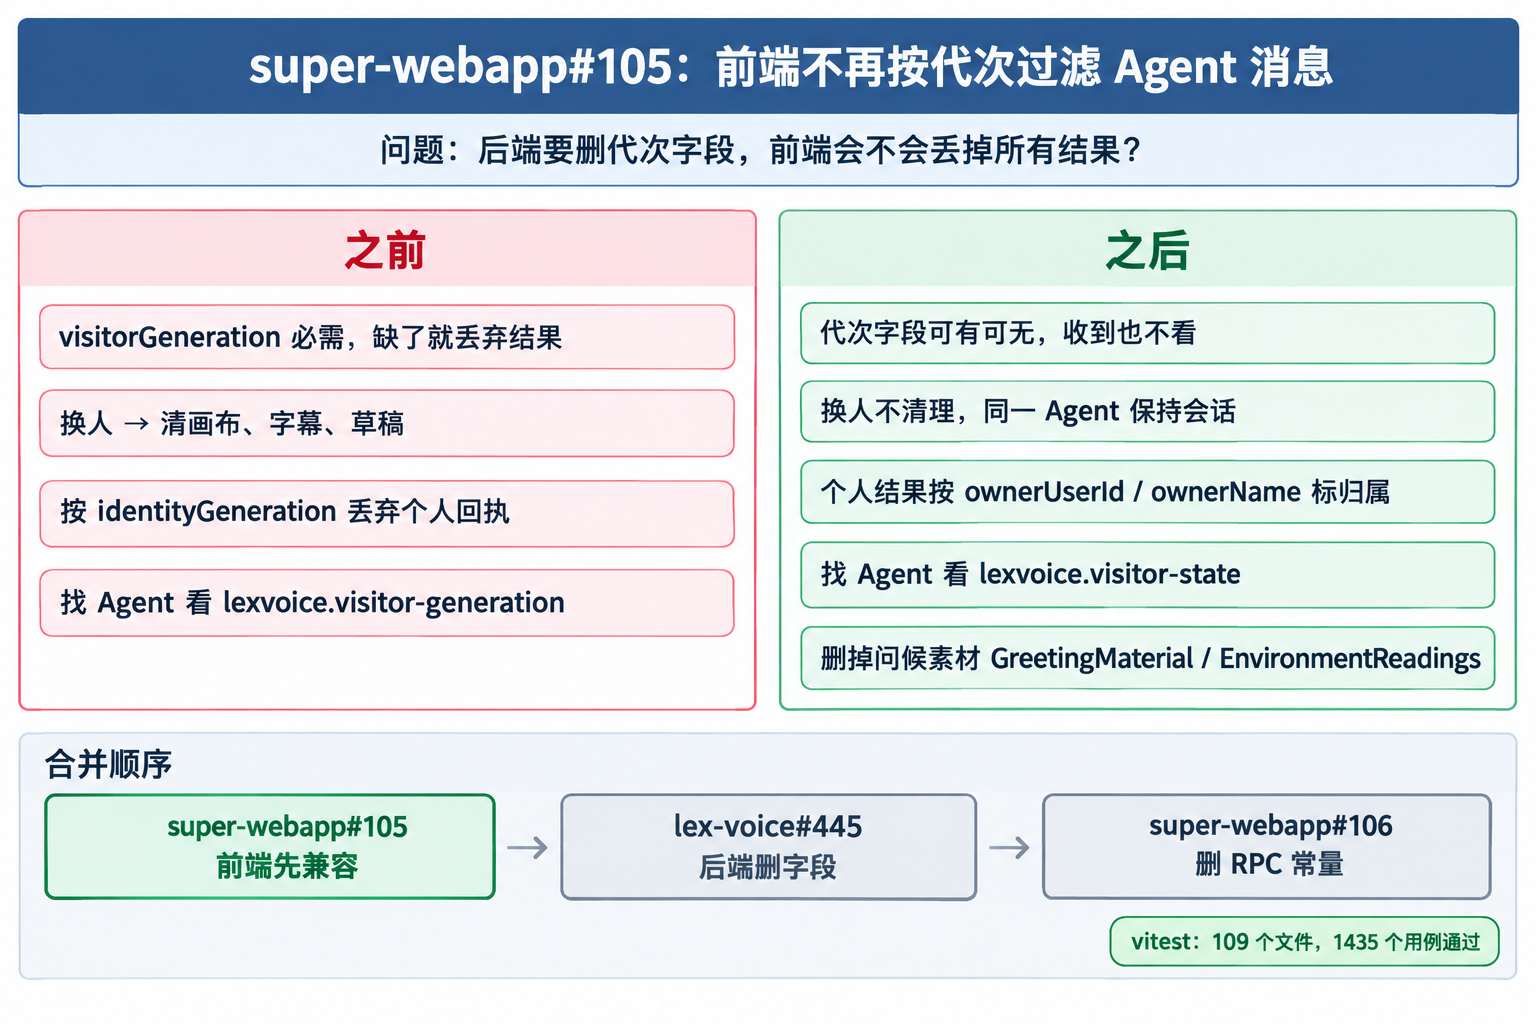 super-webapp#105：前端不再按代次过滤 Agent 消息
问题：后端要删代次字段，前端会不会丢掉所有结果？
之前
visitorGeneration 必需，缺了就丢弃结果
换人 → 清画布、字幕、草稿
按 identityGeneration 丢弃个人回执
找 Agent 看 lexvoice.visitor-generation
之后
代次字段可有可无，收到也不看
换人不清理，同一 Agent 保持会话
个人结果按 ownerUserId / ownerName 标归属
找 Agent 看 lexvoice.visitor-state
删掉问候素材 GreetingMaterial / EnvironmentReadings
合并顺序
super-webapp#105
前端先兼容
→
lex-voice#445
后端删字段
→
super-webapp#106
删 RPC 常量
vitest：109 个文件，1435 个用例通过